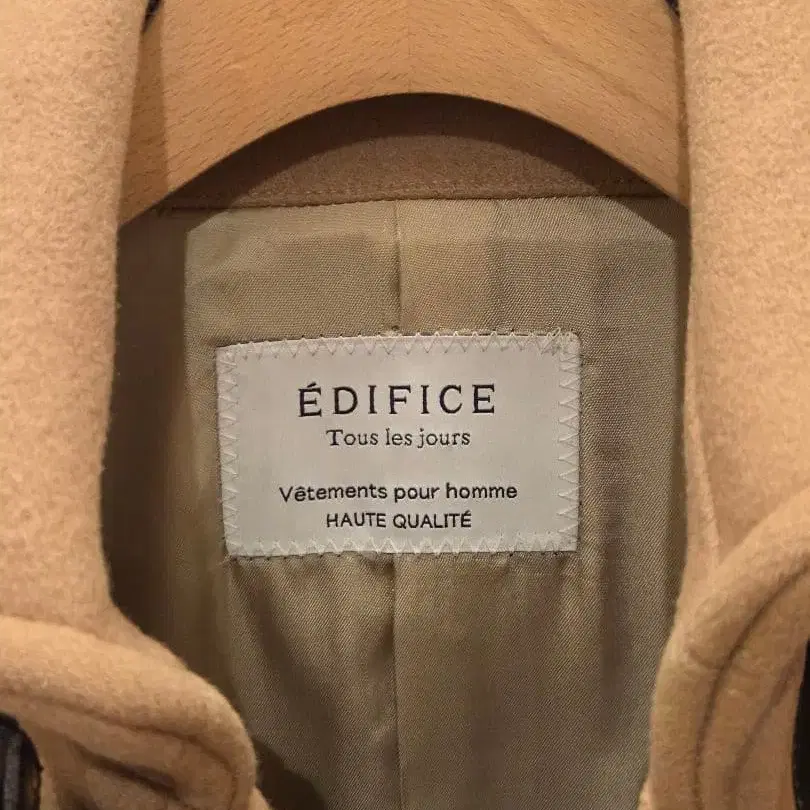 ÉDIFICE
Tous les jours
Vêtements pour homme
HAUTE QUALITÉ